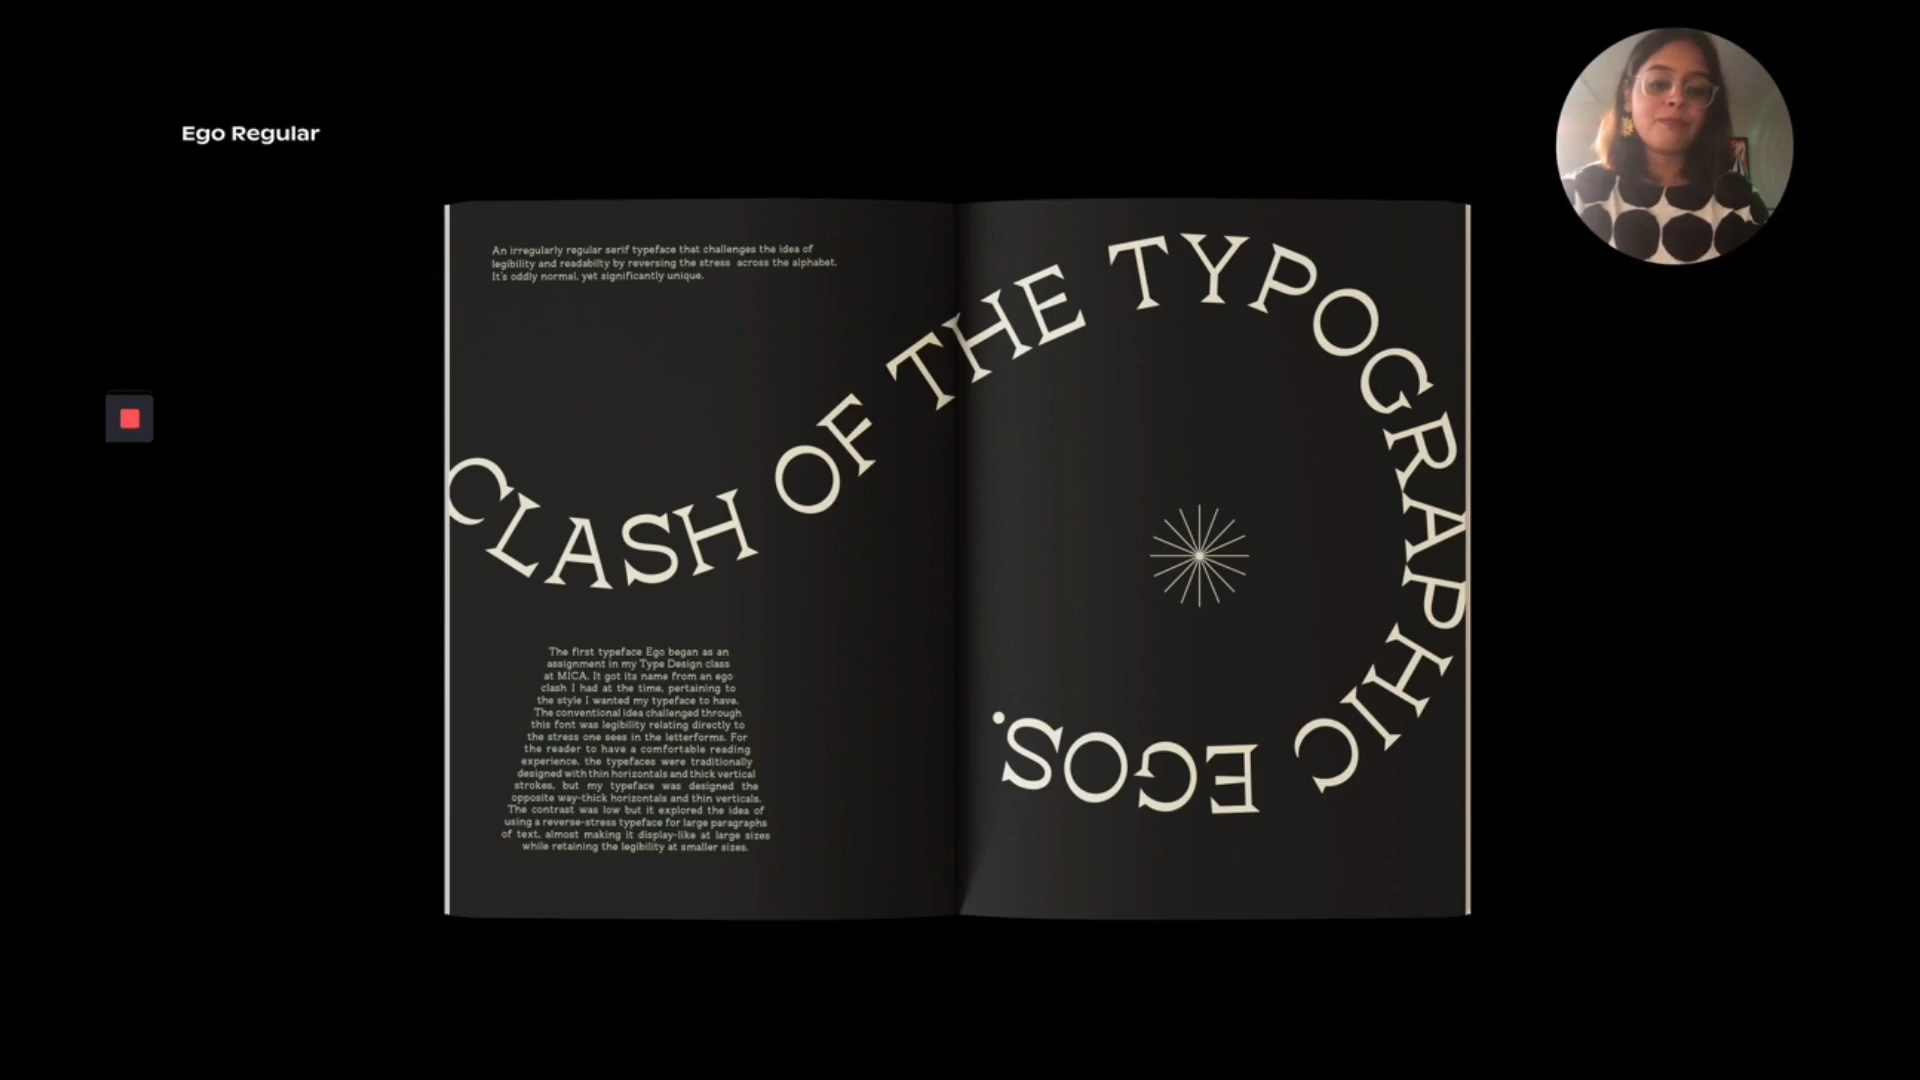 Ego Regular
An irregularly regular serif typeface that challenges the idea of
legibility and readabilty by reversing the stress across the alphabet.
It's oddly normal, yet significantly unique.
CLASH OF THE TYPOGRAPHIC EGOS.
The first typeface Ego began as an
assignment in my Type Design class
at MICA. It got its name from an ego
clash I had at the time, pertaining to
the style I wanted my typeface to have.
The conventional idea challenged through
this font was legibility relating directly to
the stress one sees in the letterforms. For
the reader to have a comfortable reading
experience, the typefaces were traditionally
designed with thin horizontals and thick vertical
strokes, but my typeface was designed the
opposite way-thick horizontals and thin verticals.
The contrast was low but it explored the idea of
using a reverse-stress typeface for large paragraphs
of text, almost making it display-like at large sizes
while retaining the legibility at smaller sizes.